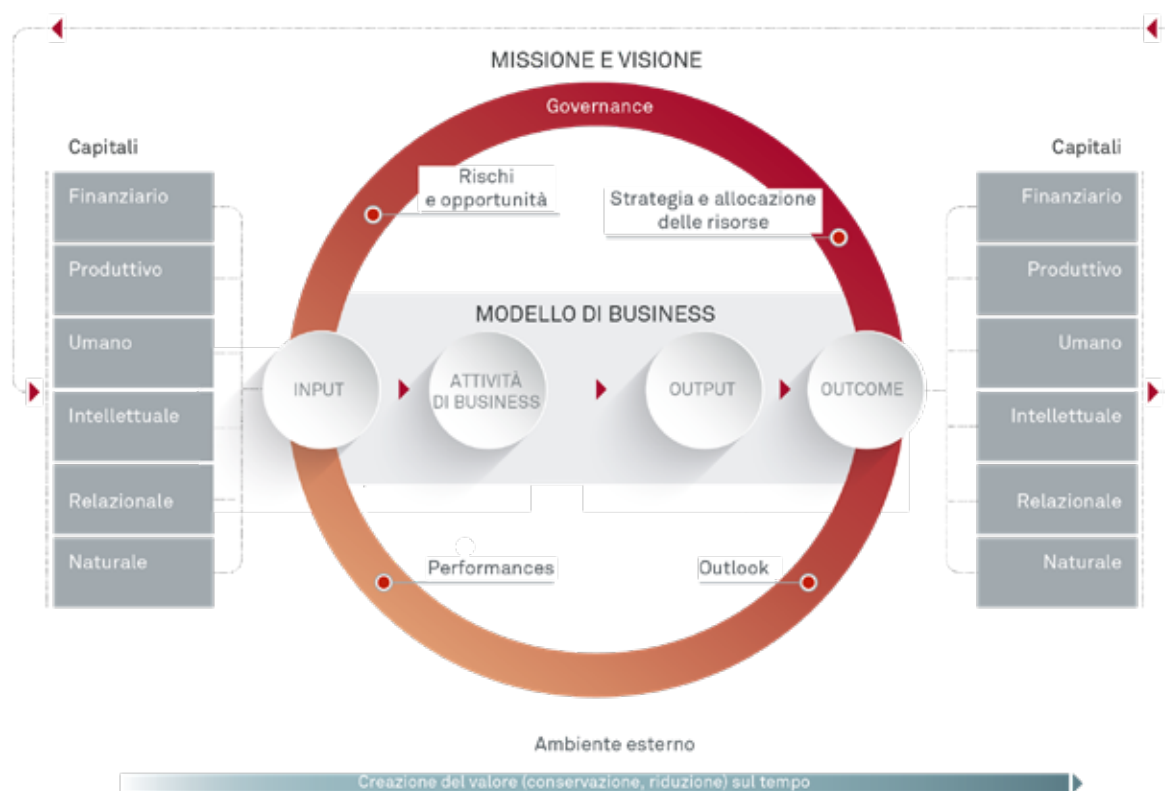 MISSIONE E VISIONE
Governance
Capitali
Finanziario
Produttivo
Umano
Intellettuale
Relazionale
Naturale
Rischi
e opportunità
Strategia e allocazione
delle risorse
MODELLO DI BUSINESS
INPUT
ATTIVITÀ
DI BUSINESS
OUTPUT
OUTCOME
Performances
Outlook
Capitali
Finanziario
Produttivo
Umano
Intellettuale
Relazionale
Naturale
Ambiente esterno
Creazione del valore (conservazione, riduzione) sul tempo